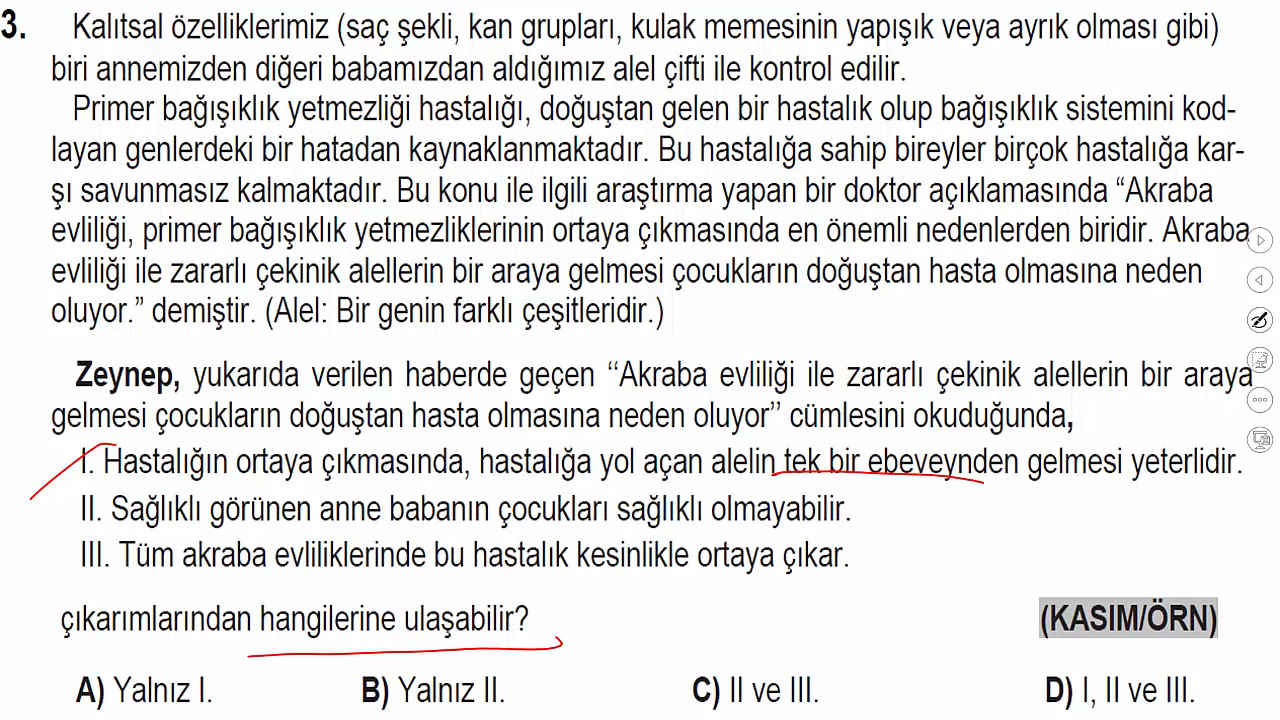 3. Kalıtsal özelliklerimiz (saç şekli, kan grupları, kulak memesinin yapışık veya ayrık olması gibi)
biri annemizden diğeri babamızdan aldığımız alel çifti ile kontrol edilir.
Primer bağışıklık yetmezliği hastalığı, doğuştan gelen bir hastalık olup bağışıklık sistemini kod-
layan genlerdeki bir hatadan kaynaklanmaktadır. Bu hastalığa sahip bireyler birçok hastalığa kar-
şı savunmasız kalmaktadır. Bu konu ile ilgili araştırma yapan bir doktor açıklamasında “Akraba
evliliği, primer bağışıklık yetmezliklerinin ortaya çıkmasında en önemli nedenlerden biridir. Akraba
evliliği ile zararlı çekinik alellerin bir araya gelmesi çocukların doğuştan hasta olmasına neden
oluyor.” demiştir. (Alel: Bir genin farklı çeşitleridir.)
Zeynep, yukarıda verilen haberde geçen ‘‘Akraba evliliği ile zararlı çekinik alellerin bir araya
gelmesi çocukların doğuştan hasta olmasına neden oluyor’’ cümlesini okuduğunda,
I. Hastalığın ortaya çıkmasında, hastalığa yol açan alelin tek bir ebeveynden gelmesi yeterlidir.
II. Sağlıklı görünen anne babanın çocukları sağlıklı olmayabilir.
III. Tüm akraba evliliklerinde bu hastalık kesinlikle ortaya çıkar.
çıkarımlarından hangilerine ulaşabilir? (KASIM/ÖRN)
A) Yalnız I. B) Yalnız II. C) II ve III. D) I, II ve III.